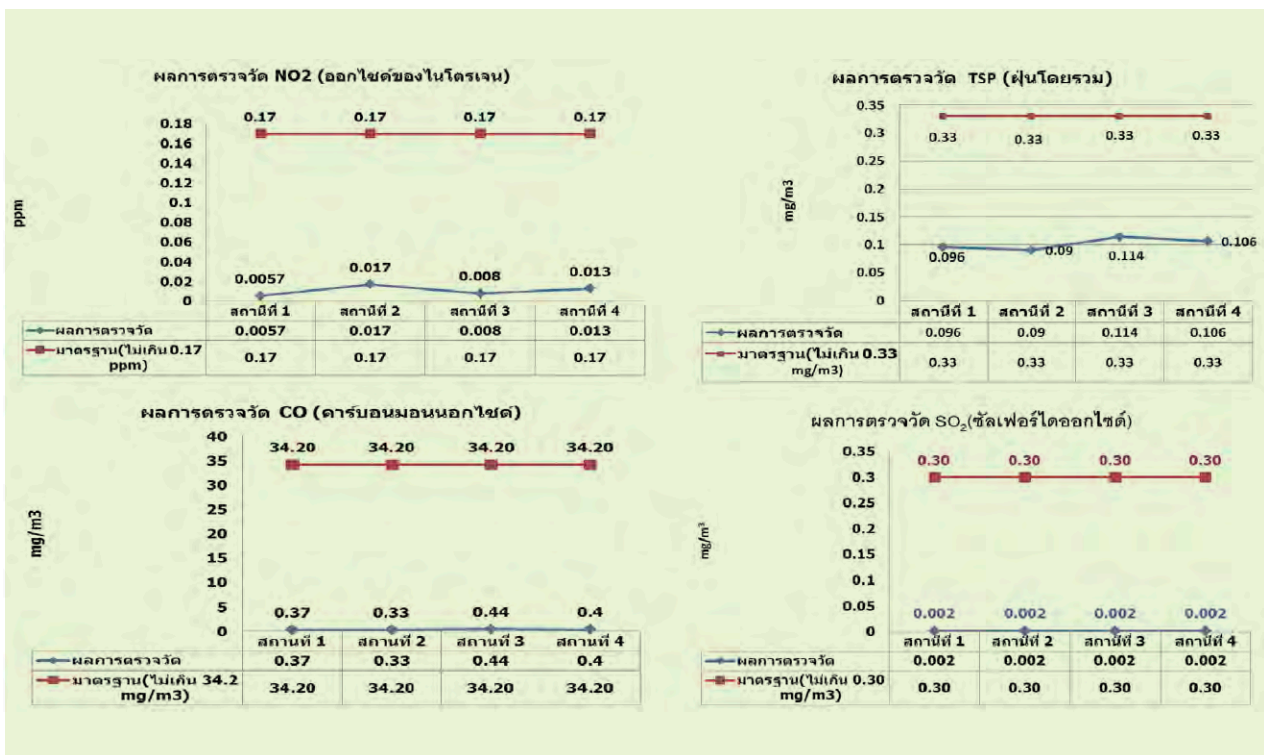 ผลการตรวจวัด NO2 (ออกไซด์ของไนโตรเจน)
ppm
0.18
0.16
0.14
0.12
0.1
0.08
0.06
0.04
0.02
0
0.17 0.17 0.17 0.17
0.0057 0.017 0.008 0.013
สถานีที่ 1 สถานีที่ 2 สถานีที่ 3 สถานีที่ 4
ผลการตรวจวัด 0.0057 0.017 0.008 0.013
มาตรฐาน(ไม่เกิน 0.17
ppm) 0.17 0.17 0.17 0.17
ผลการตรวจวัด TSP (ฝุ่นโดยรวม)
mg/m3
0.35
0.3
0.25
0.2
0.15
0.1
0.05
0
0.33 0.33 0.33 0.33
0.096 0.09 0.114 0.106
สถานีที่ 1 สถานีที่ 2 สถานีที่ 3 สถานีที่ 4
ผลการตรวจวัด 0.096 0.09 0.114 0.106
มาตรฐาน(ไม่เกิน 0.33
mg/m3) 0.33 0.33 0.33 0.33
ผลการตรวจวัด CO (คาร์บอนมอนนอกไซด์)
mg/m3
40
35
30
25
20
15
10
5
0
34.20 34.20 34.20 34.20
0.37 0.33 0.44 0.4
สถานที่ 1 สถานที่ 2 สถานที่ 3 สถานที่ 4
ผลการตรวจวัด 0.37 0.33 0.44 0.4
มาตรฐาน(ไม่เกิน 34.2
mg/m3) 34.20 34.20 34.20 34.20
ผลการตรวจวัด SO₂(ซัลเฟอร์ไดออกไซด์)
mg/m³
0.35
0.3
0.25
0.2
0.15
0.1
0.05
0
0.30 0.30 0.30 0.30
0.002 0.002 0.002 0.002
สถานีที่ 1 สถานีที่ 2 สถานีที่ 3 สถานีที่ 4
ผลการตรวจวัด 0.002 0.002 0.002 0.002
มาตรฐาน(ไม่เกิน 0.30
mg/m3) 0.30 0.30 0.30 0.30